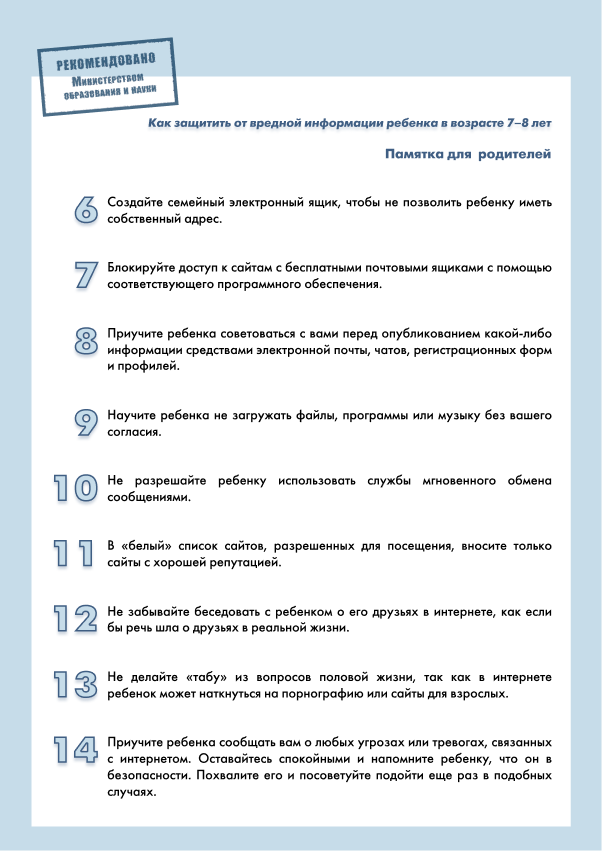 РЕКОМЕНДОВАНО
Министерством
образования и науки
Как защитить от вредной информации ребенка в возрасте 7–8 лет
Памятка для родителей
6 Создайте семейный электронный ящик, чтобы не позволить ребенку иметь
собственный адрес.
7 Блокируйте доступ к сайтам с бесплатными почтовыми ящиками с помощью
соответствующего программного обеспечения.
8 Приучите ребенка советоваться с вами перед опубликованием какой-либо
информации средствами электронной почты, чатов, регистрационных форм
и профилей.
9 Научите ребенка не загружать файлы, программы или музыку без вашего
согласия.
10 Не разрешайте ребенку использовать службы мгновенного обмена
сообщениями.
11 В «белый» список сайтов, разрешенных для посещения, вносите только
сайты с хорошей репутацией.
12 Не забывайте беседовать с ребенком о его друзьях в интернете, как если
бы речь шла о друзьях в реальной жизни.
13 Не делайте «табу» из вопросов половой жизни, так как в интернете
ребенок может наткнуться на порнографию или сайты для взрослых.
14 Приучите ребенка сообщать вам о любых угрозах или тревогах, связанных
с интернетом. Оставайтесь спокойными и напомните ребенку, что он в
безопасности. Похвалите его и посоветуйте подойти еще раз в подобных
случаях.